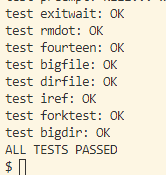 test exitwait: OK
test rmdot: OK
test fourteen: OK
test bigfile: OK
test dirfile: OK
test iref: OK
test forktest: OK
test bigdir: OK
ALL TESTS PASSED
$